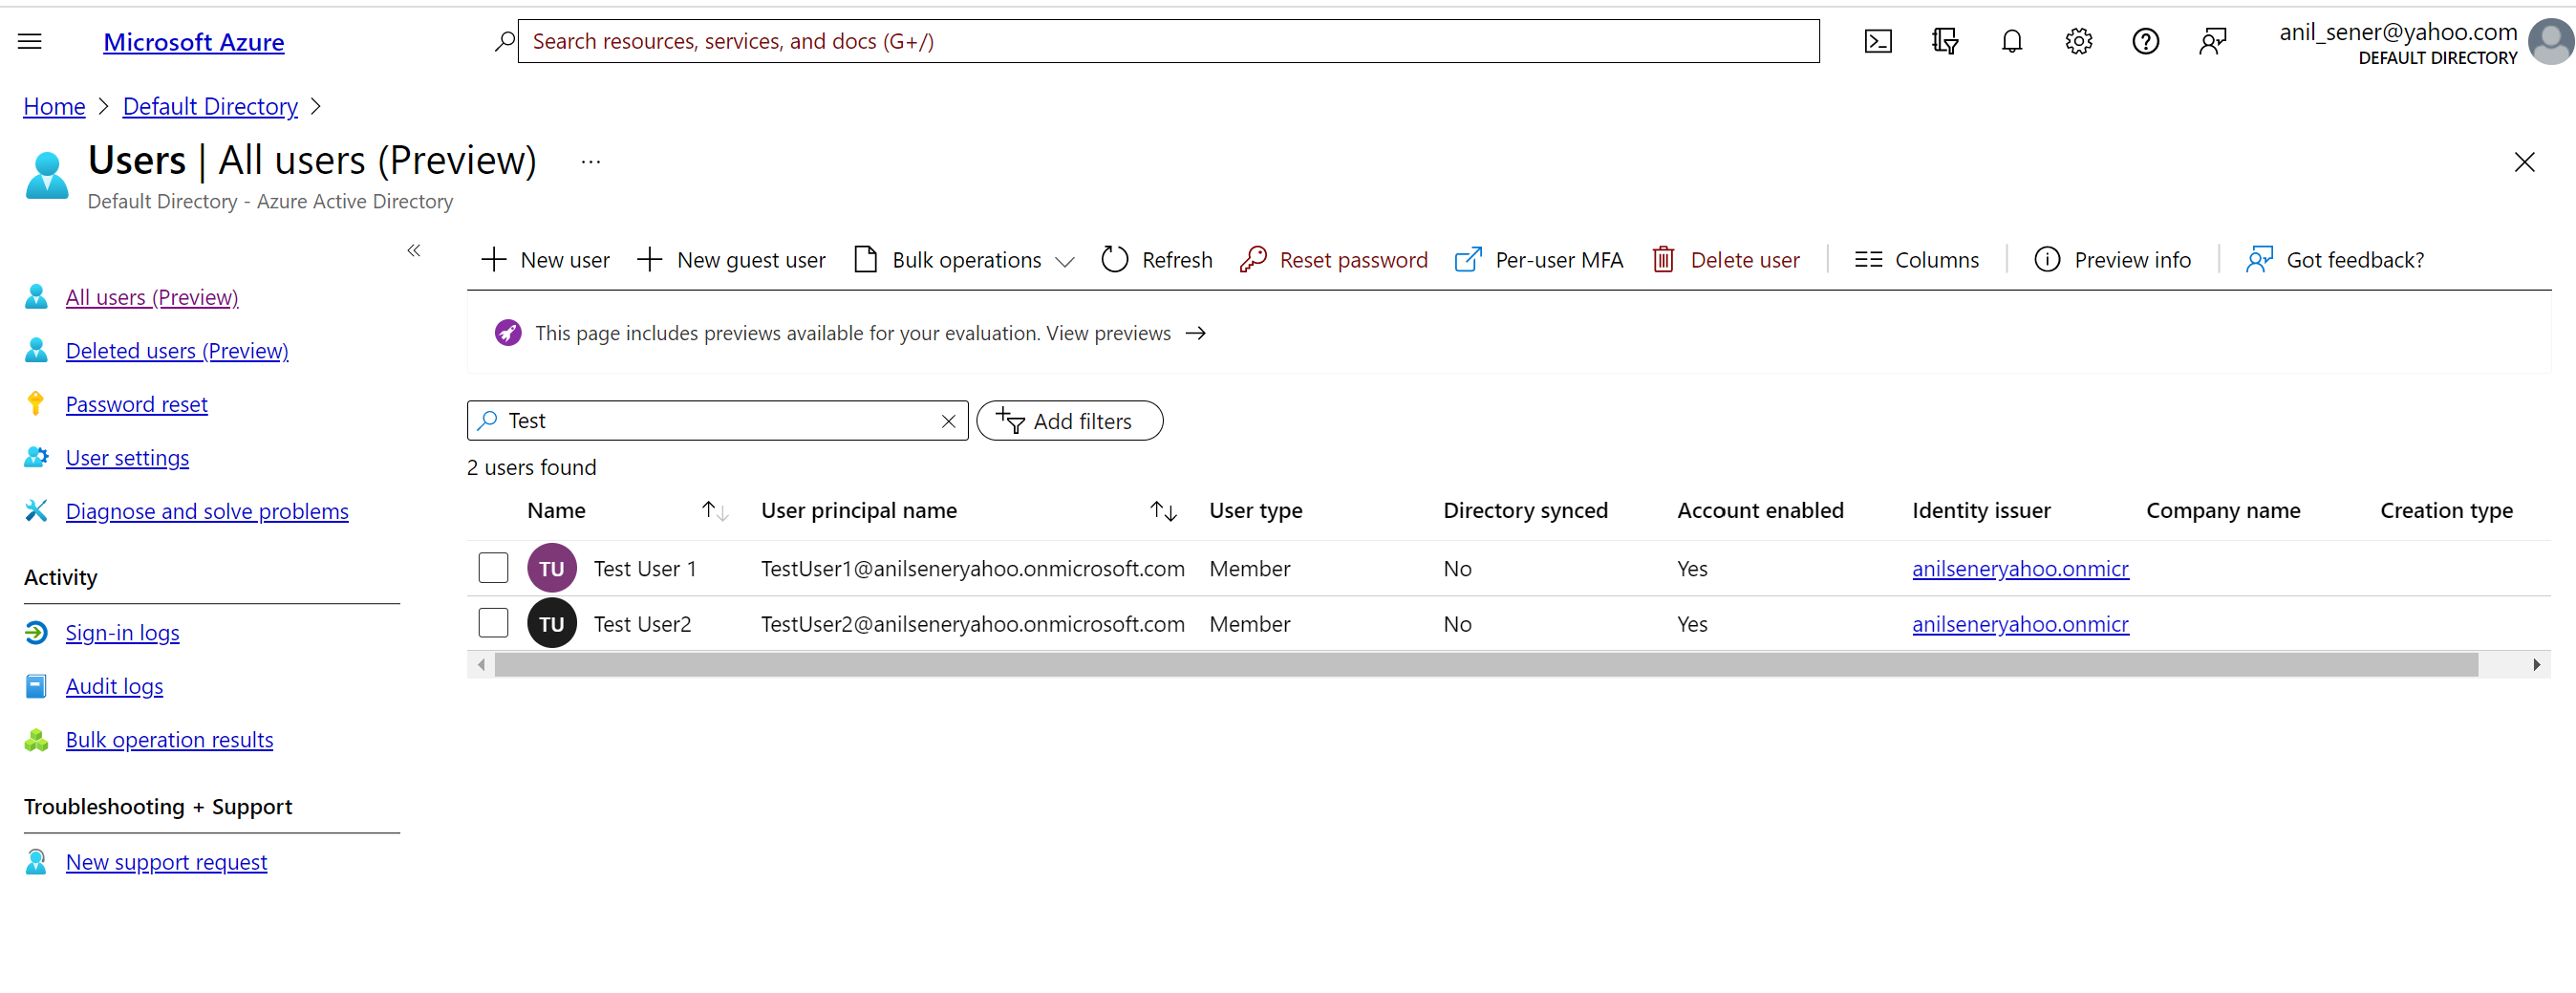 Microsoft Azure
Search resources, services, and docs (G+/)
anil_sener@yahoo.com
DEFAULT DIRECTORY
Home > Default Directory >
Users | All users (Preview) ...
Default Directory - Azure Active Directory
«
New user New guest user Bulk operations Refresh Reset password Per-user MFA Delete user Columns Preview info Got feedback?
All users (Preview)
Deleted users (Preview)
Password reset
User settings
Diagnose and solve problems
Activity
Sign-in logs
Audit logs
Bulk operation results
Troubleshooting + Support
New support request
This page includes previews available for your evaluation. View previews →
Test
Add filters
2 users found
Name User principal name User type Directory synced Account enabled Identity issuer Company name Creation type
TU Test User 1 TestUser1@anilseneryahoo.onmicrosoft.com Member No Yes anilseneryahoo.onmicr
TU Test User2 TestUser2@anilseneryahoo.onmicrosoft.com Member No Yes anilseneryahoo.onmicr